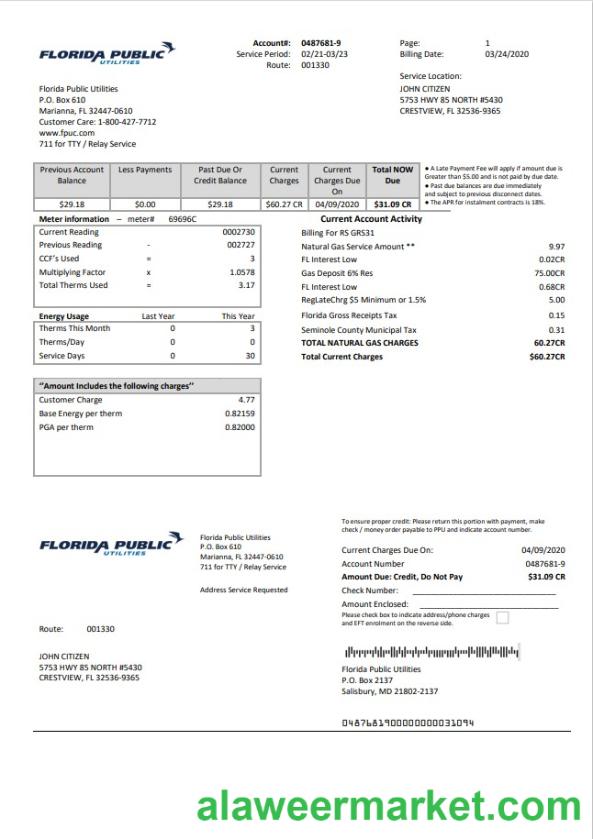 FLORIDA PUBLIC
UTILITIES
Account#: 0487681-9
Service Period: 02/21-03/23
Route: 001330
Page: 1
Billing Date: 03/24/2020
Service Location:
JOHN CITIZEN
5753 HWY 85 NORTH #5430
CRESTVIEW, FL 32536-9365
Florida Public Utilities
P.O. Box 610
Marianna, FL 32447-0610
Customer Care: 1-800-427-7712
www.fpuc.com
711 for TTY / Relay Service
Previous Account Balance Less Payments Past Due Or Credit Balance Current Charges Current Charges Due On Total NOW Due
$29.18 $0.00 $29.18 $60.27 CR 04/09/2020 $31.09 CR
• A Late Payment Fee will apply if amount due is
Greater than $5.00 and is not paid by due date.
• Past due balances are due immediately
and subject to previous disconnect dates.
• The APR for instalment contracts is 18%.
Meter information – meter# 69696C
Current Reading 0002730
Previous Reading - 002727
CCF's Used = 3
Multiplying Factor x 1.0578
Total Therms Used = 3.17
Energy Usage Last Year This Year
Therms This Month 0 3
Therms/Day 0 0
Service Days 0 30
"Amount Includes the following charges"
Customer Charge 4.77
Base Energy per therm 0.82159
PGA per therm 0.82000
Current Account Activity
Billing For RS GRS31
Natural Gas Service Amount ** 9.97
FL Interest Low 0.02CR
Gas Deposit 6% Res 75.00CR
FL Interest Low 0.68CR
RegLateChrg $5 Minimum or 1.5% 5.00
Florida Gross Receipts Tax 0.15
Seminole County Municipal Tax 0.31
TOTAL NATURAL GAS CHARGES 60.27CR
Total Current Charges $60.27CR
FLORIDA PUBLIC
UTILITIES
Florida Public Utilities
P.O. Box 610
Marianna, FL 32447-0610
711 for TTY / Relay Service
Address Service Requested
Route: 001330
JOHN CITIZEN
5753 HWY 85 NORTH #5430
CRESTVIEW, FL 32536-9365
To ensure proper credit: Please return this portion with payment, make
check / money order payable to PPU and indicate account number.
Current Charges Due On: 04/09/2020
Account Number 0487681-9
Amount Due: Credit, Do Not Pay $31.09 CR
Check Number:
Amount Enclosed:
Please check box to indicate address/phone charges
and EFT enrolment on the reverse side.
Florida Public Utilities
P.O. Box 2137
Salisbury, MD 21802-2137
0487681900000000031094
alaweermarket.com